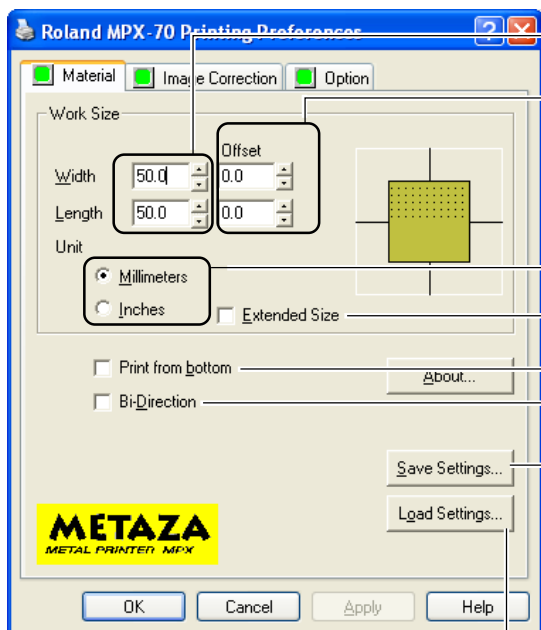 Roland MPX-70 Printing Preferences
Material Image Correction Option
Work Size
Offset
Width 50.0 0.0
Length 50.0 0.0
Unit
Millimeters
Inches
Extended Size
Print from bottom
About...
Bi-Direction
Save Settings...
Load Settings...
METAZA
METAL PRINTER MPX
OK Cancel Apply Help